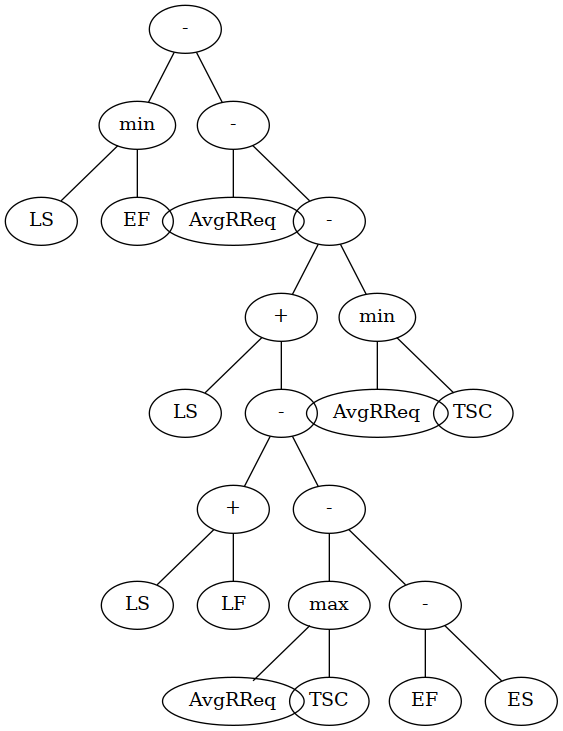 -
min -
LS EF AvgRReq -
+ min
LS - AvgRReq TSC
+ -
LS LF max -
AvgRReq TSC EF ES